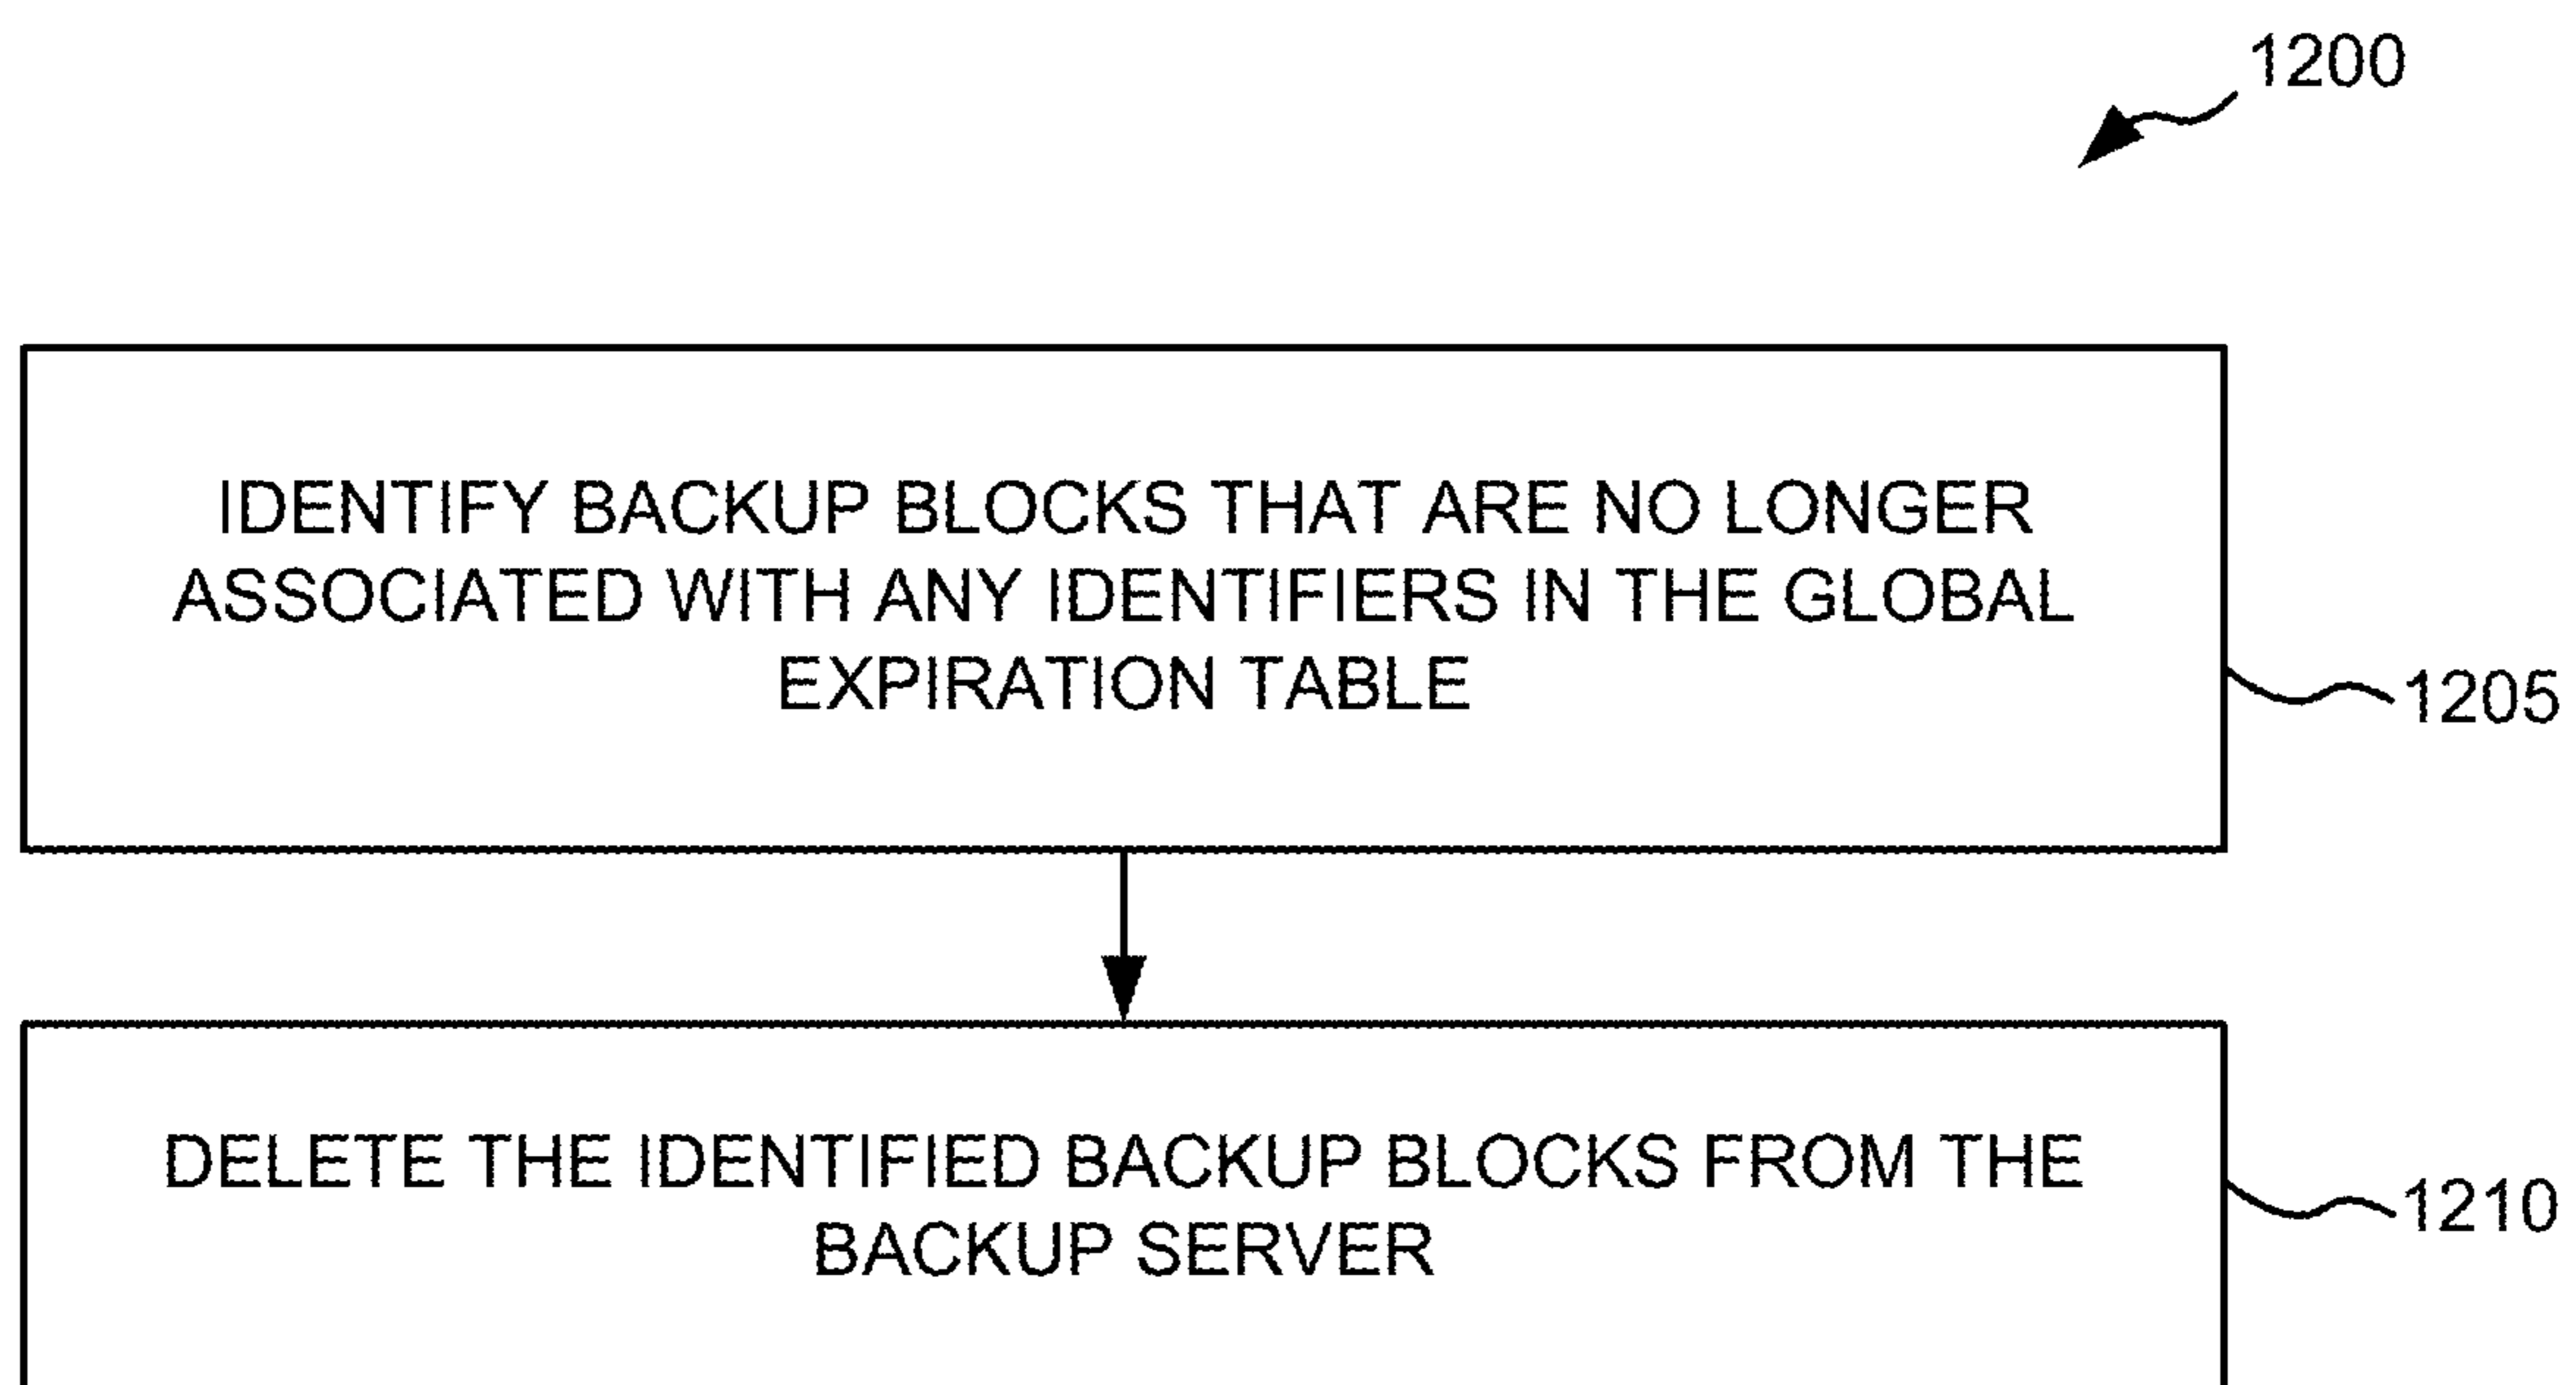 1200
IDENTIFY BACKUP BLOCKS THAT ARE NO LONGER
ASSOCIATED WITH ANY IDENTIFIERS IN THE GLOBAL
EXPIRATION TABLE
1205
DELETE THE IDENTIFIED BACKUP BLOCKS FROM THE
BACKUP SERVER
1210